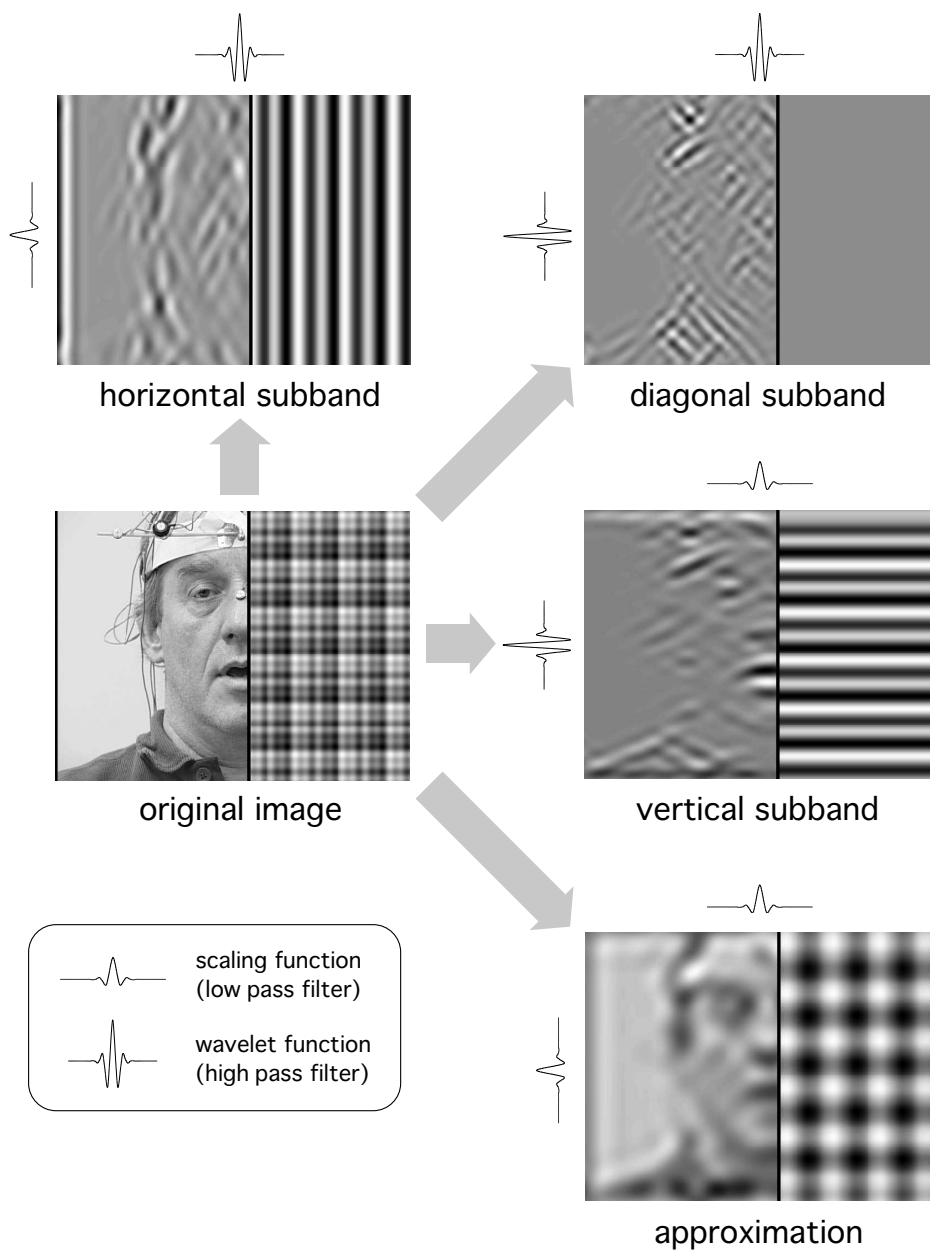 horizontal subband
diagonal subband
original image
vertical subband
scaling function
(low pass filter)
wavelet function
(high pass filter)
approximation